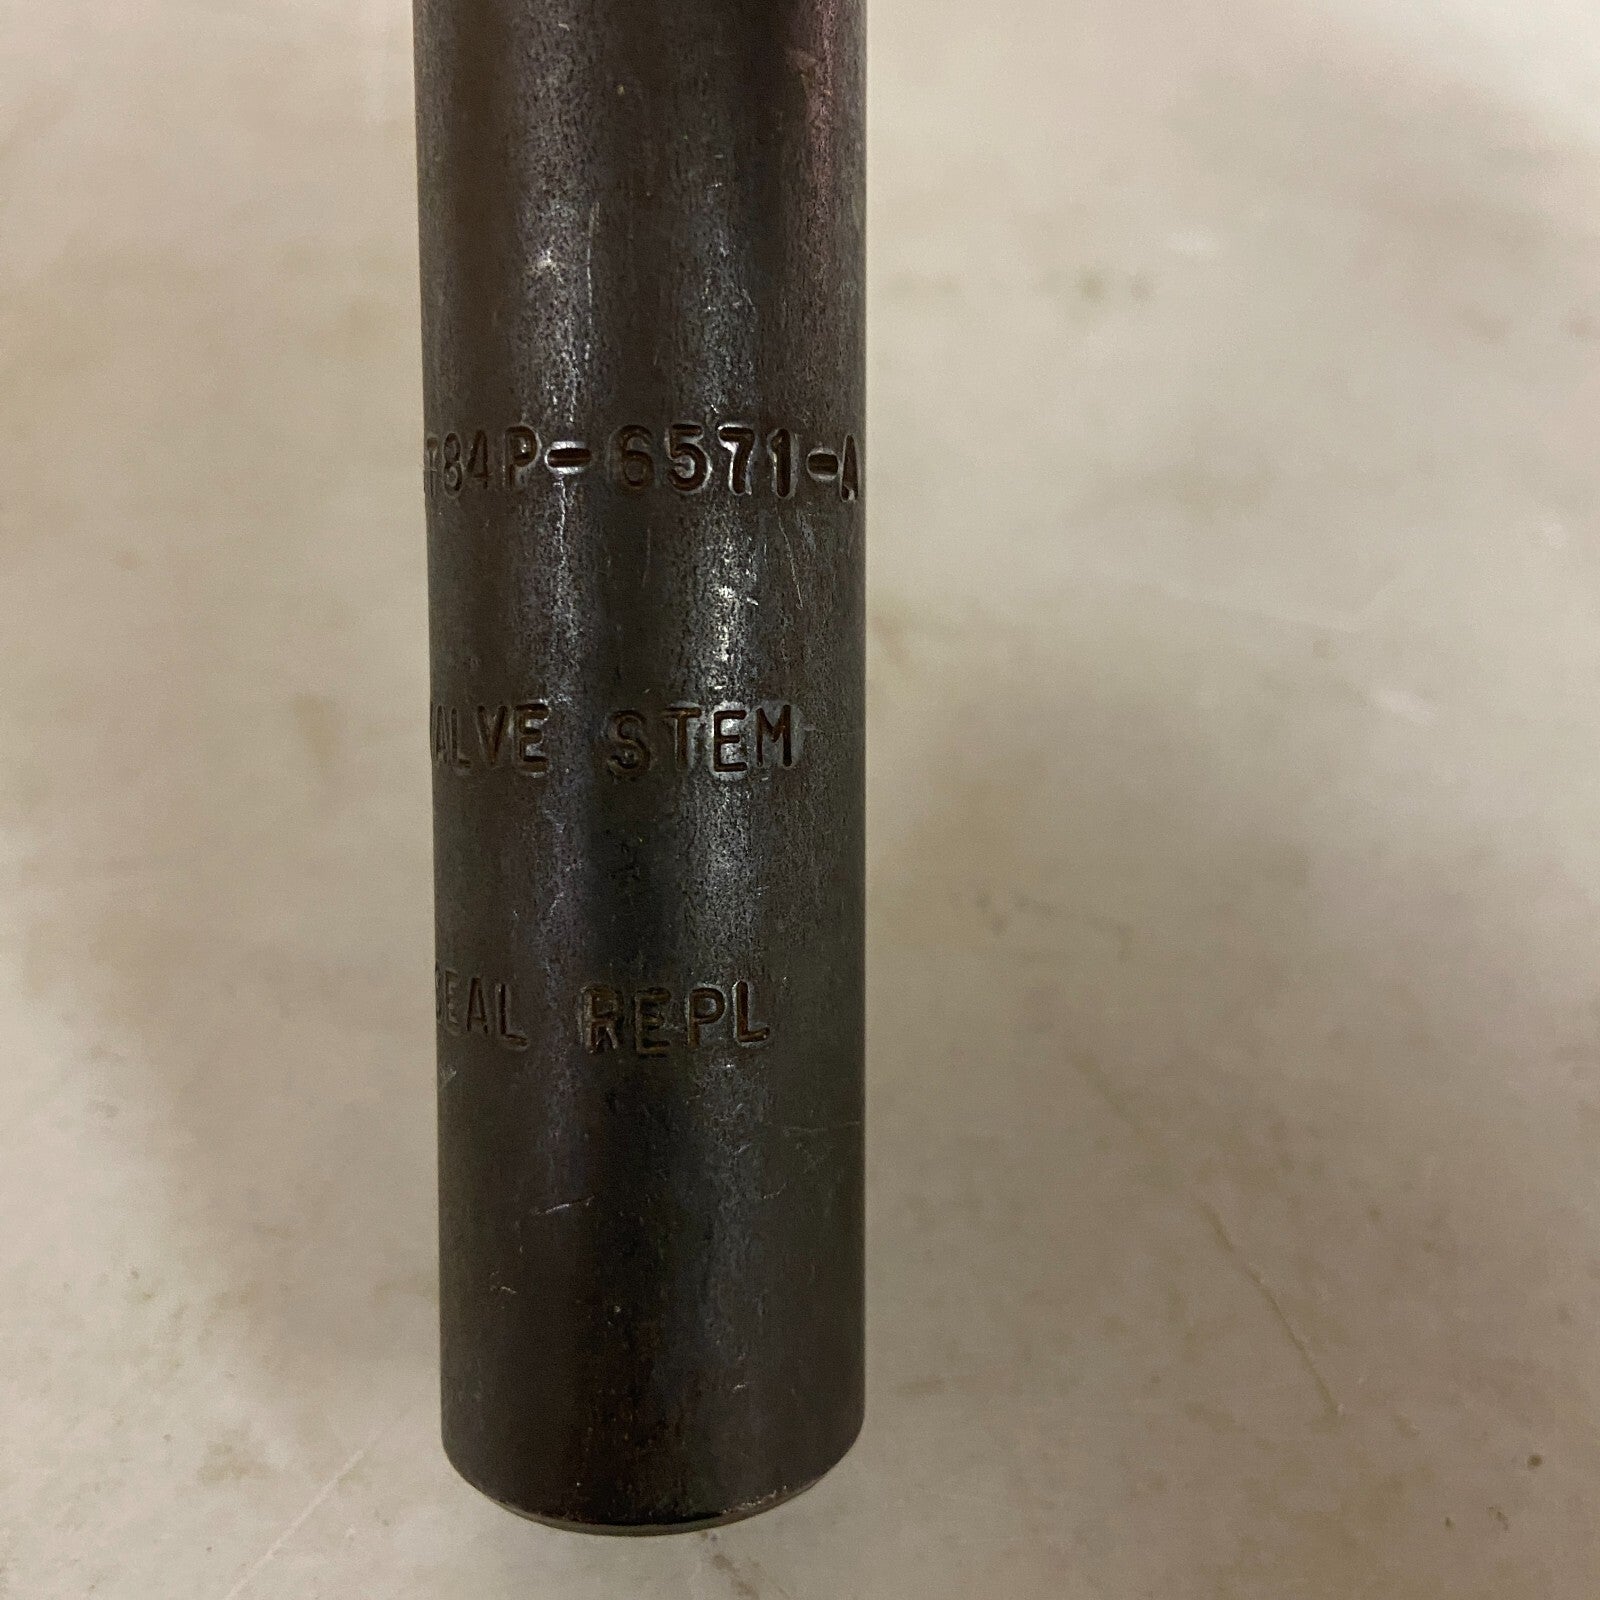 T84P-6571-A
VALVE STEM
SEAL REPL